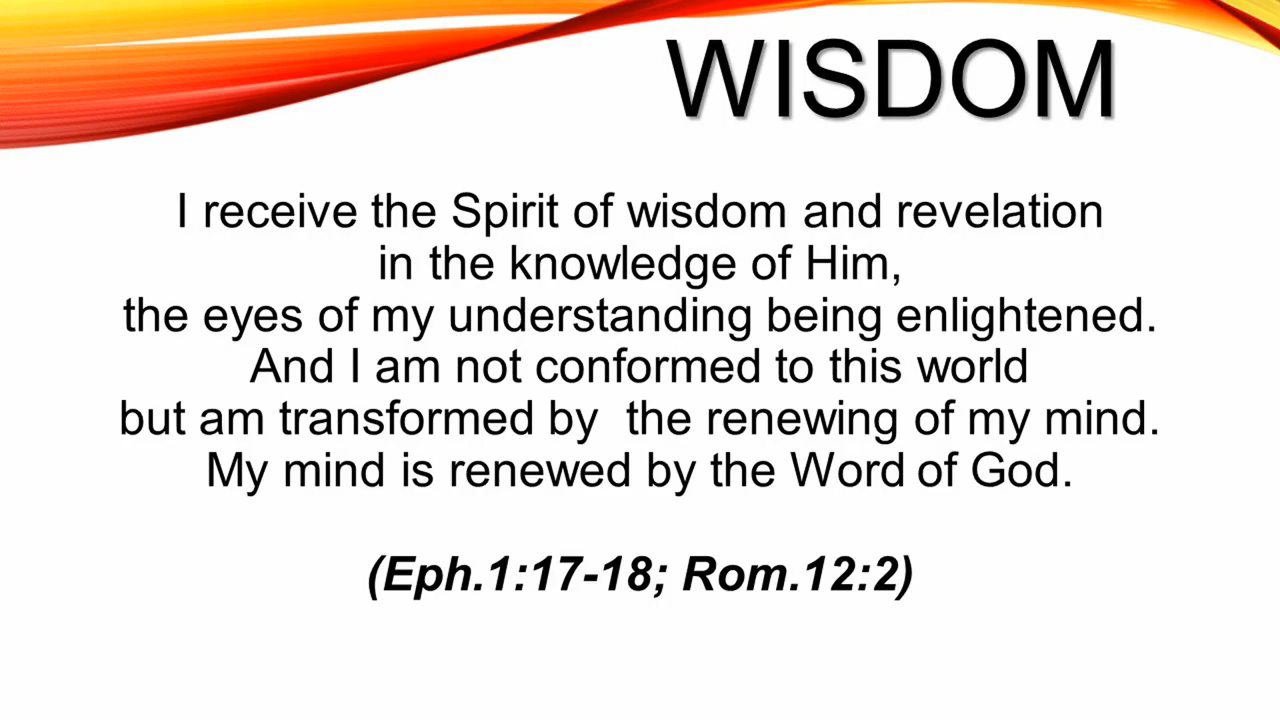 WISDOM
I receive the Spirit of wisdom and revelation
in the knowledge of Him,
the eyes of my understanding being enlightened.
And I am not conformed to this world
but am transformed by  the renewing of my mind.
My mind is renewed by the Word of God.
(Eph.1:17-18; Rom.12:2)